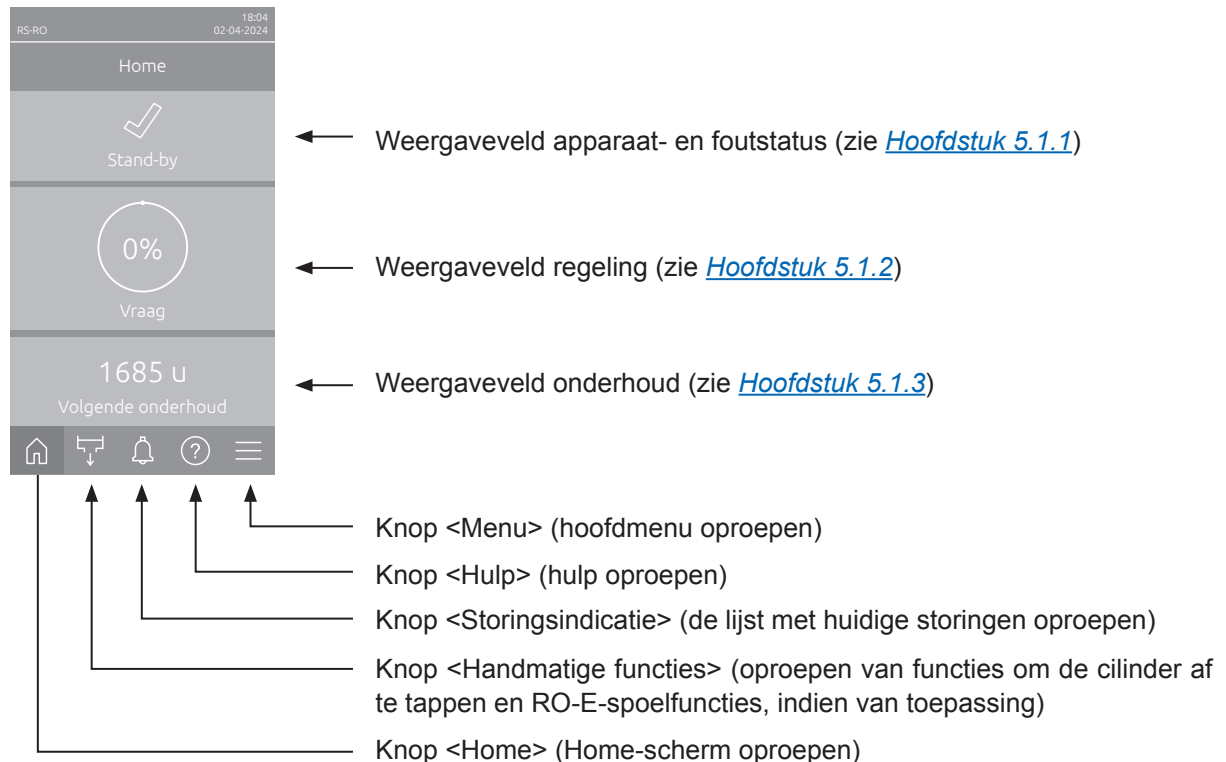 18:04
RS-RO 02-04-2024
Home
Stand-by
Weergaveveld apparaat- en foutstatus (zie Hoofdstuk 5.1.1)
0%
Vraag
Weergaveveld regeling (zie Hoofdstuk 5.1.2)
1685 u
Volgende onderhoud
Weergaveveld onderhoud (zie Hoofdstuk 5.1.3)
?
Knop <Menu> (hoofdmenu oproepen)
Knop <Hulp> (hulp oproepen)
Knop <Storingsindicatie> (de lijst met huidige storingen oproepen)
Knop <Handmatige functies> (oproepen van functies om de cilinder af
te tappen en RO-E-spoelfuncties, indien van toepassing)
Knop <Home> (Home-scherm oproepen)